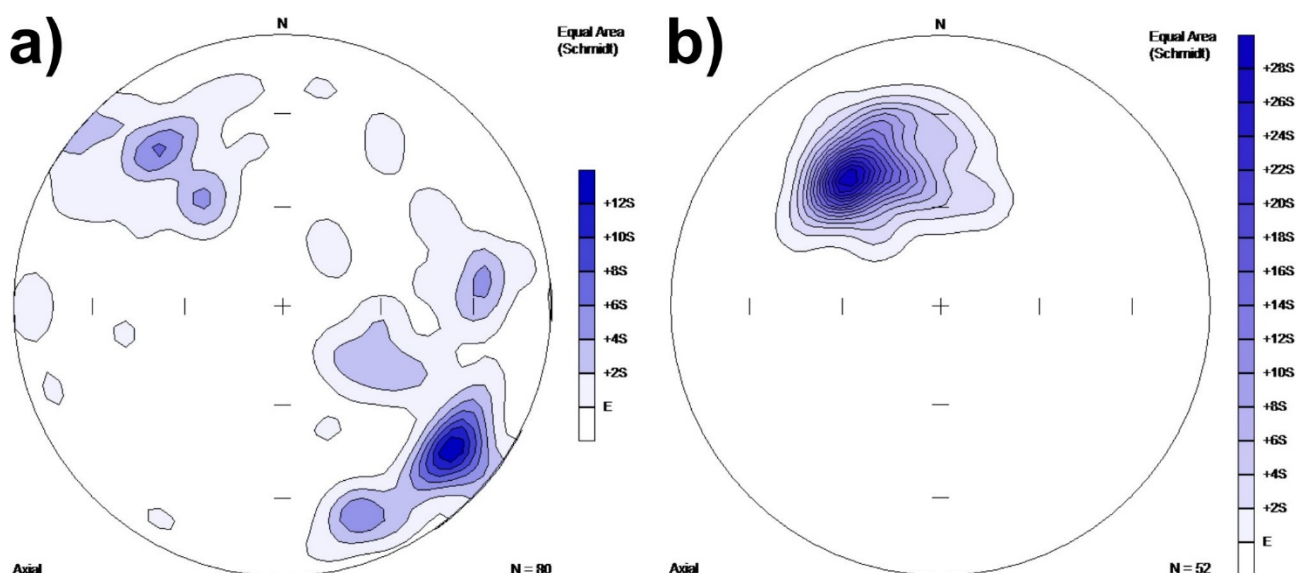 a)
N
Equal Area
(Schmidt)
+12S
+10S
+8S
+6S
+4S
+2S
E
Axial
N = 80
b)
N
Equal Area
(Schmidt)
+28S
+26S
+24S
+22S
+20S
+18S
+16S
+14S
+12S
+10S
+8S
+6S
+4S
+2S
E
Axial
N = 52